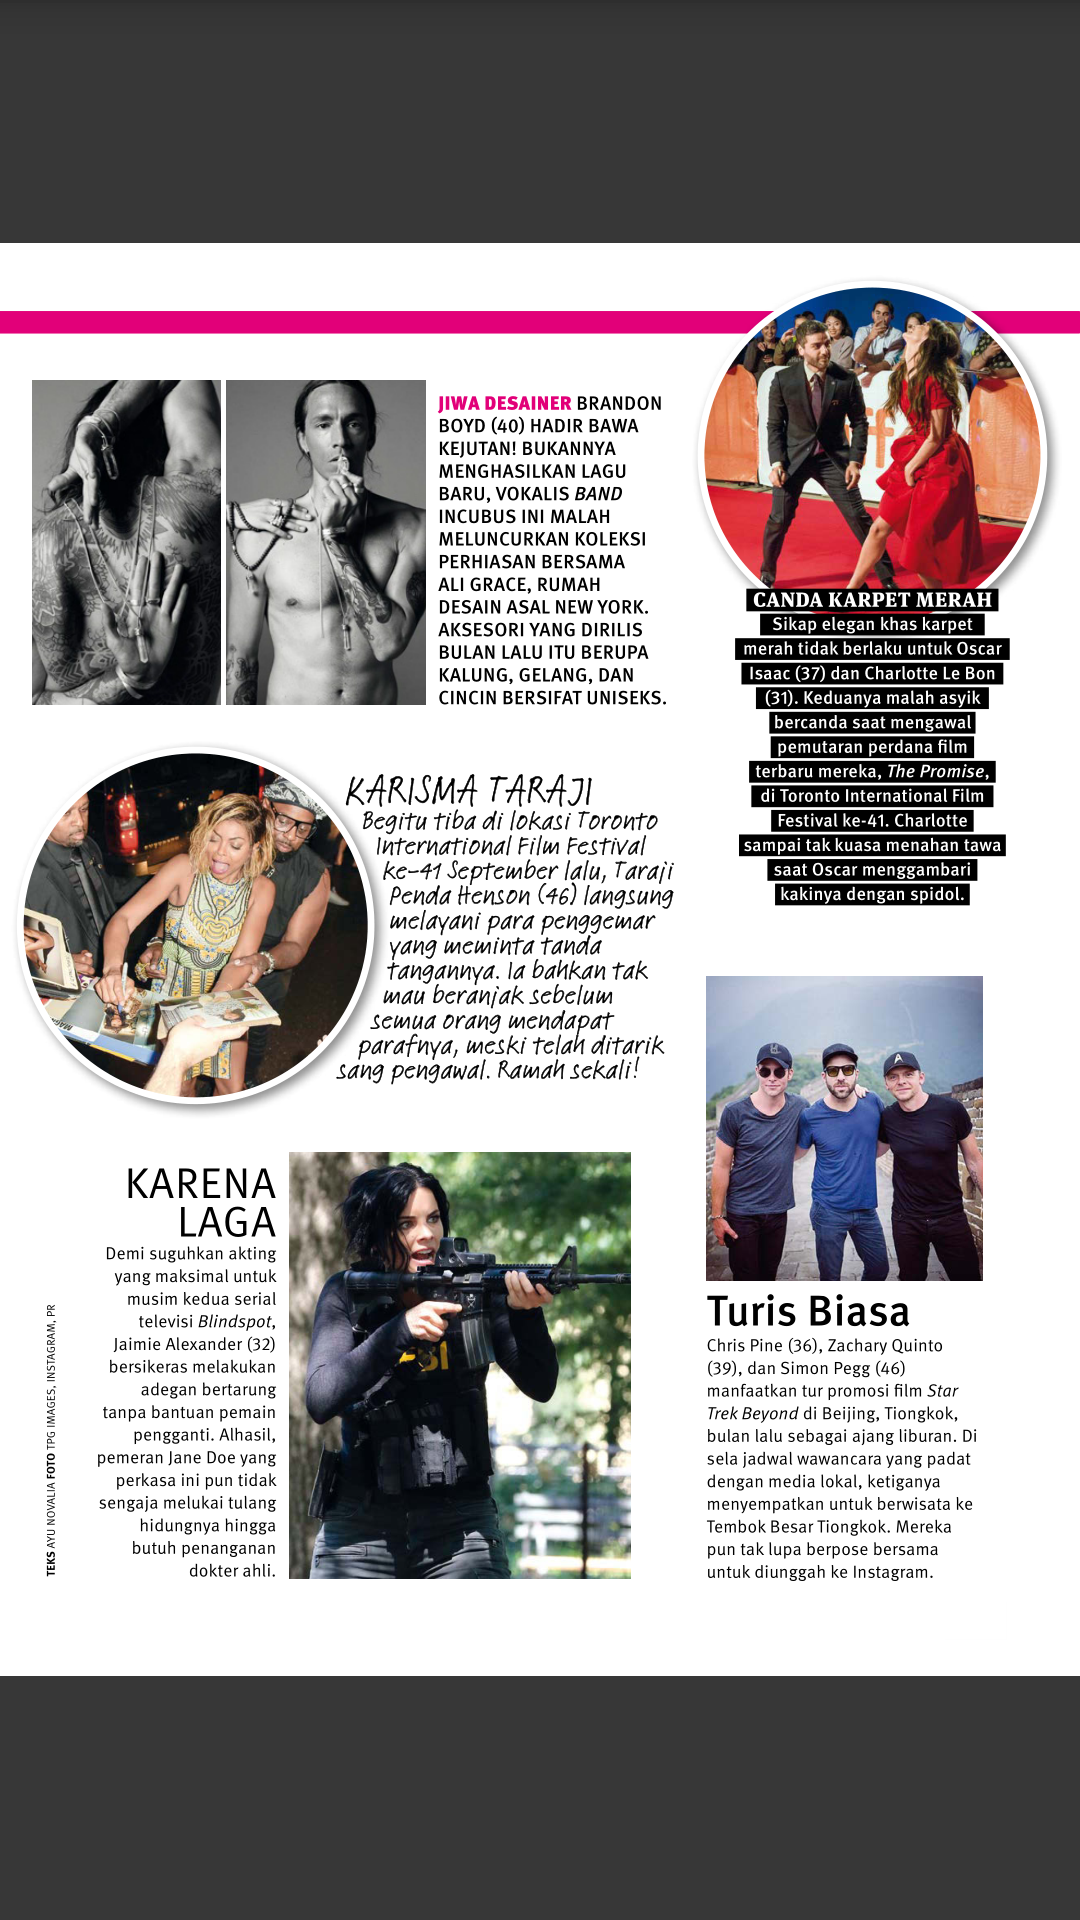 JIWA DESAINER BRANDON
BOYD (40) HADIR BAWA
KEJUTAN! BUKANNYA
MENGHASILKAN LAGU
BARU, VOKALIS BAND
INCUBUS INI MALAH
MELUNCURKAN KOLEKSI
PERHIASAN BERSAMA
ALI GRACE, RUMAH
DESAIN ASAL NEW YORK.
AKSESORI YANG DIRILIS
BULAN LALU ITU BERUPA
KALUNG, GELANG, DAN
CINCIN BERSIFAT UNISEKS.
CANDA KARPET MERAH
Sikap elegan khas karpet
merah tidak berlaku untuk Oscar
Isaac (37) dan Charlotte Le Bon
(31). Keduanya malah asyik
bercanda saat mengawal
pemutaran perdana film
terbaru mereka, The Promise,
di Toronto International Film
Festival ke-41. Charlotte
sampai tak kuasa menahan tawa
saat Oscar menggambari
kakinya dengan spidol.
KARISMA TARAJI
Begitu tiba di lokasi Toronto
International Film Festival
ke-41 September lalu, Taraji
Penda Henson (46) langsung
melayani para penggemar
yang meminta tanda
tangannya. Ia bahkan tak
mau beranjak sebelum
semua orang mendapat
parafnya, meski telah ditarik
sang pengawal. Ramah sekali!
KARENA
LAGA
Demi suguhkan akting
yang maksimal untuk
musim kedua serial
televisi Blindspot,
Jaimie Alexander (32)
bersikeras melakukan
adegan bertarung
tanpa bantuan pemain
pengganti. Alhasil,
pemeran Jane Doe yang
perkasa ini pun tidak
sengaja melukai tulang
hidungnya hingga
butuh penanganan
dokter ahli.
Turis Biasa
Chris Pine (36), Zachary Quinto
(39), dan Simon Pegg (46)
manfaatkan tur promosi film Star
Trek Beyond di Beijing, Tiongkok,
bulan lalu sebagai ajang liburan. Di
sela jadwal wawancara yang padat
dengan media lokal, ketiganya
menyempatkan untuk berwisata ke
Tembok Besar Tiongkok. Mereka
pun tak lupa berpose bersama
untuk diunggah ke Instagram.
TEKS AYU NOVALIA FOTO TPG IMAGES, INSTAGRAM, PR